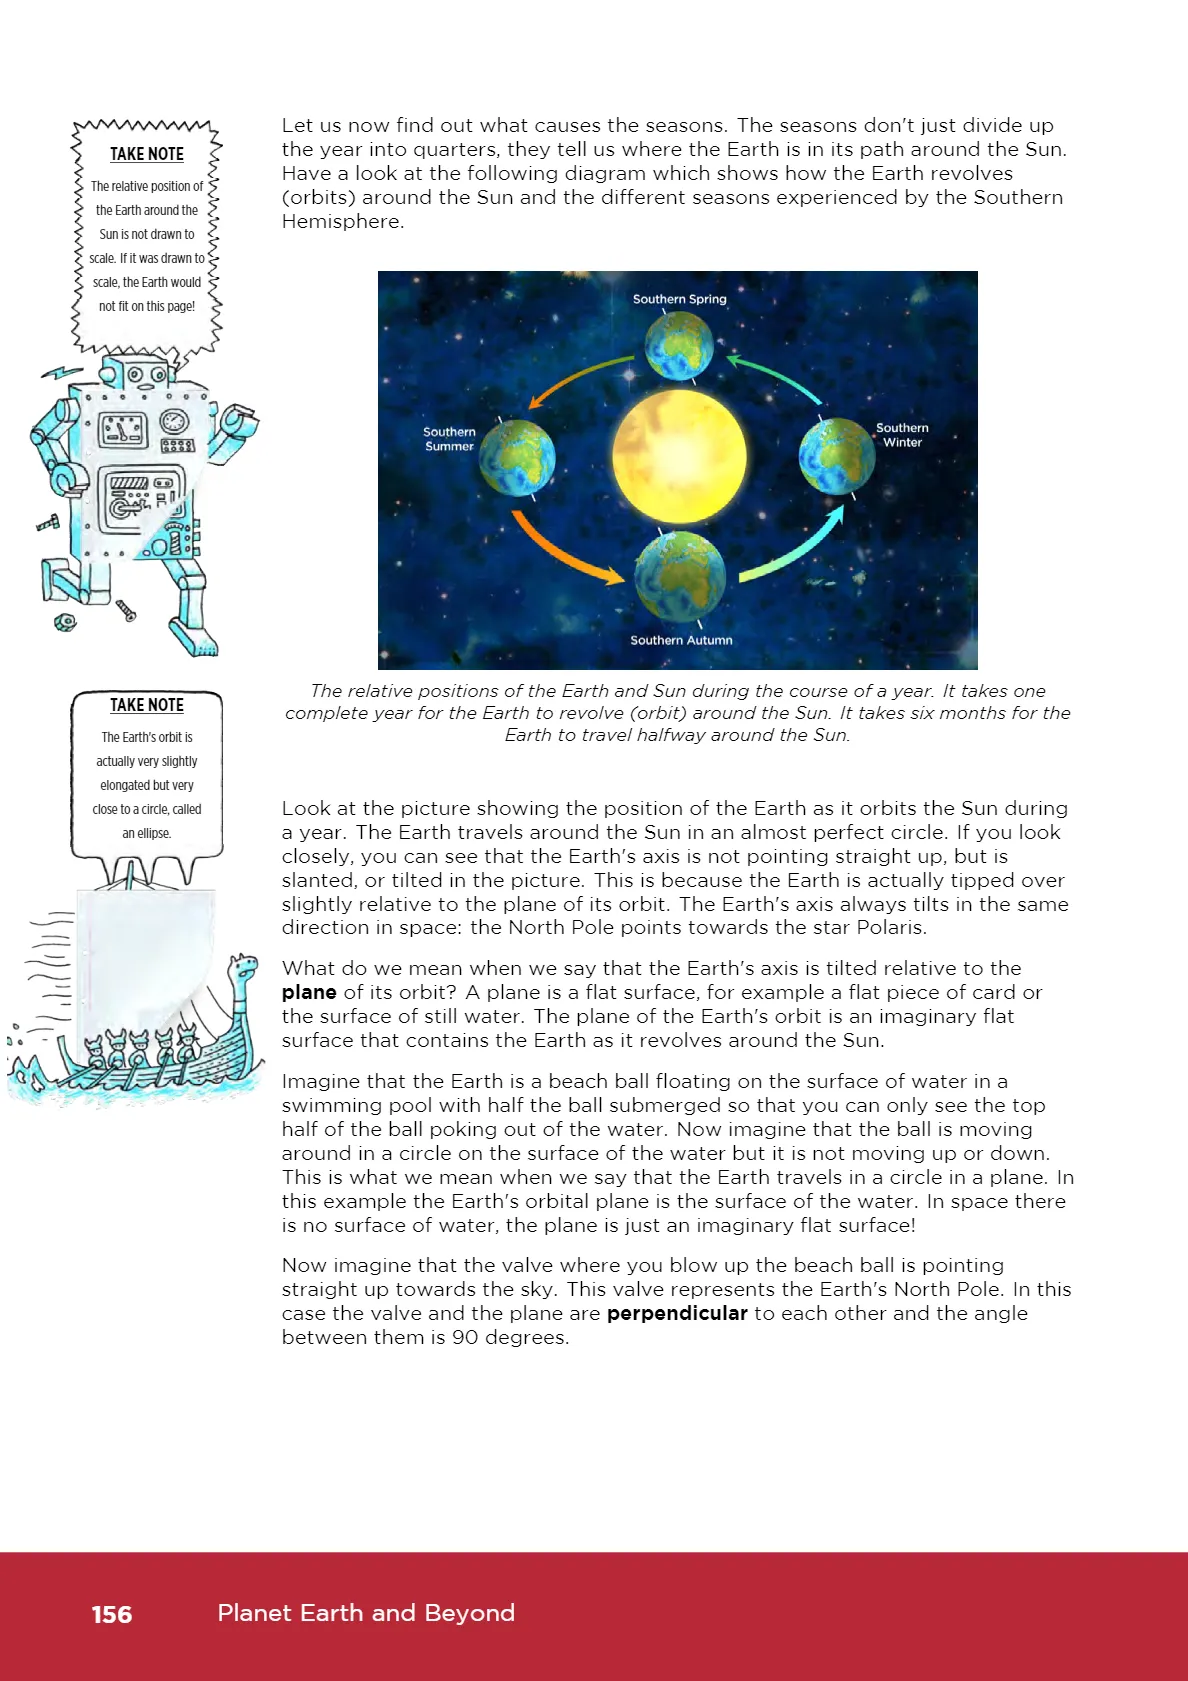 TAKE NOTE
The relative position of
the Earth around the
Sun is not drawn to
scale. If it was drawn to
scale, the Earth would
not fit on this page!
Let us now find out what causes the seasons. The seasons don't just divide up
the year into quarters, they tell us where the Earth is in its path around the Sun.
Have a look at the following diagram which shows how the Earth revolves
(orbits) around the Sun and the different seasons experienced by the Southern
Hemisphere.
Southern Spring
Southern
Summer
Southern
Winter
Southern Autumn
The relative positions of the Earth and Sun during the course of a year. It takes one
complete year for the Earth to revolve (orbit) around the Sun. It takes six months for the
Earth to travel halfway around the Sun.
TAKE NOTE
The Earth's orbit is
actually very slightly
elongated but very
close to a circle, called
an ellipse.
Look at the picture showing the position of the Earth as it orbits the Sun during
a year. The Earth travels around the Sun in an almost perfect circle. If you look
closely, you can see that the Earth's axis is not pointing straight up, but is
slanted, or tilted in the picture. This is because the Earth is actually tipped over
slightly relative to the plane of its orbit. The Earth's axis always tilts in the same
direction in space: the North Pole points towards the star Polaris.
What do we mean when we say that the Earth's axis is tilted relative to the
plane of its orbit? A plane is a flat surface, for example a flat piece of card or
the surface of still water. The plane of the Earth's orbit is an imaginary flat
surface that contains the Earth as it revolves around the Sun.
Imagine that the Earth is a beach ball floating on the surface of water in a
swimming pool with half the ball submerged so that you can only see the top
half of the ball poking out of the water. Now imagine that the ball is moving
around in a circle on the surface of the water but it is not moving up or down.
This is what we mean when we say that the Earth travels in a circle in a plane. In
this example the Earth's orbital plane is the surface of the water. In space there
is no surface of water, the plane is just an imaginary flat surface!
Now imagine that the valve where you blow up the beach ball is pointing
straight up towards the sky. This valve represents the Earth's North Pole. In this
case the valve and the plane are perpendicular to each other and the angle
between them is 90 degrees.
156
Planet Earth and Beyond